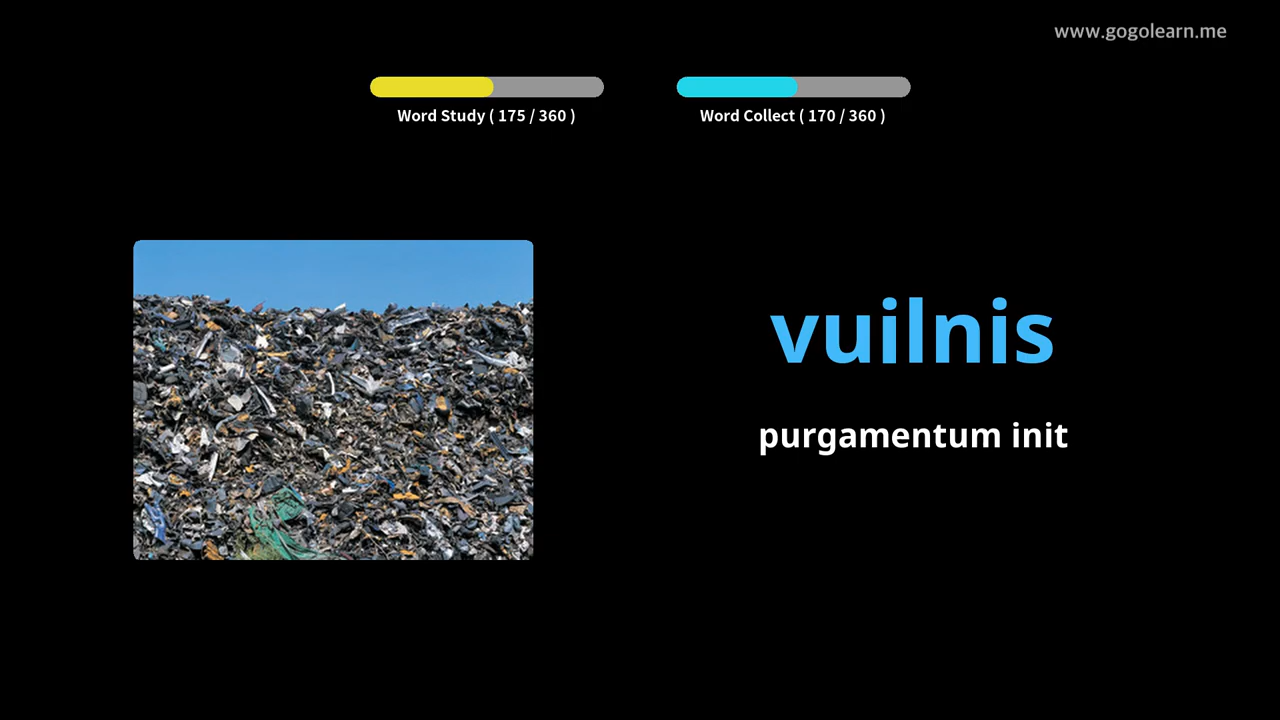 www.gogolearn.me
Word Study ( 175 / 360 )
Word Collect ( 170 / 360 )
vuilnis
purgamentum init